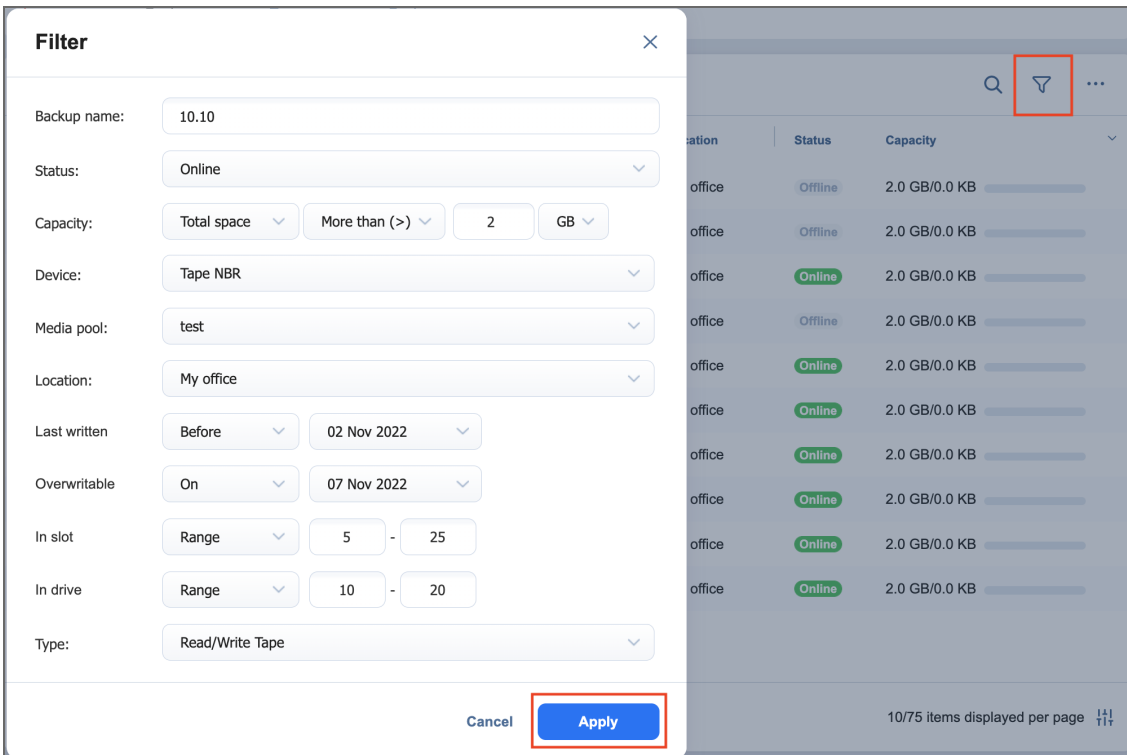 Filter
Backup name: 10.10
Status: Online
Capacity: Total space More than (>) 2 GB
Device: Tape NBR
Media pool: test
Location: My office
Last written Before 02 Nov 2022
Overwritable On 07 Nov 2022
In slot Range 5 - 25
In drive Range 10 - 20
Type: Read/Write Tape
Cancel Apply
...
Status Capacity
office Offline 2.0 GB/0.0 KB
office Offline 2.0 GB/0.0 KB
office Online 2.0 GB/0.0 KB
office Offline 2.0 GB/0.0 KB
office Online 2.0 GB/0.0 KB
office Online 2.0 GB/0.0 KB
office Online 2.0 GB/0.0 KB
office Online 2.0 GB/0.0 KB
office Online 2.0 GB/0.0 KB
office Online 2.0 GB/0.0 KB
10/75 items displayed per page